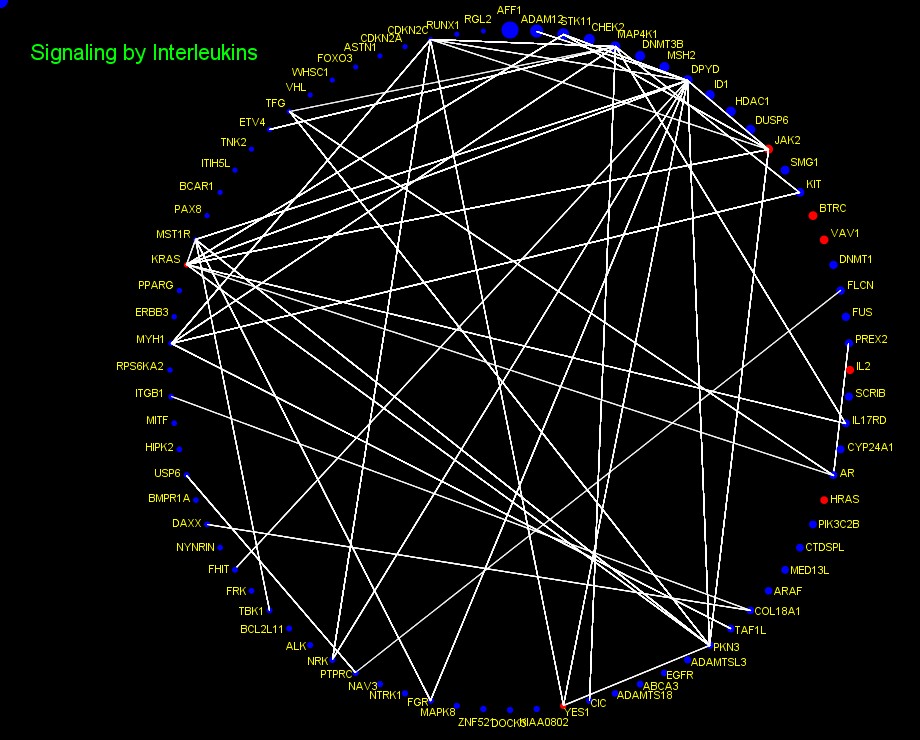 Signaling by Interleukins
AFF1
ADAM12
STK11
CHEK2
MAP4K1
DNMT3B
MSH2
DPYD
ID1
HDAC1
DUSP6
JAK2
SMG1
KIT
BTRC
VAV1
DNMT1
FLCN
FUS
PREX2
IL2
SCRIB
IL17RD
CYP24A1
AR
HRAS
PIK3C2B
CTDSPL
MED13L
ARAF
COL18A1
TAF1L
PKN3
ADAMTSL3
EGFR
ABCA3
ADAMTS18
CIC
YES1
KIAA0802
DOCK5
ZNF521
MAPK8
FGR
NTRK1
NAV3
PTPRC
NRK
ALK
BCL2L11
TBK1
FRK
FHIT
NYNRIN
DAXX
BMPR1A
USP6
HIPK2
MITF
ITGB1
RPS6KA2
MYH1
ERBB3
PPARG
KRAS
MST1R
PAX8
BCAR1
ITIH5L
TNK2
ETV4
TFG
VHL
WHSC1
FOXO3
ASTN1
CDKN2A
CDKN2C
RUNX1
RGL2